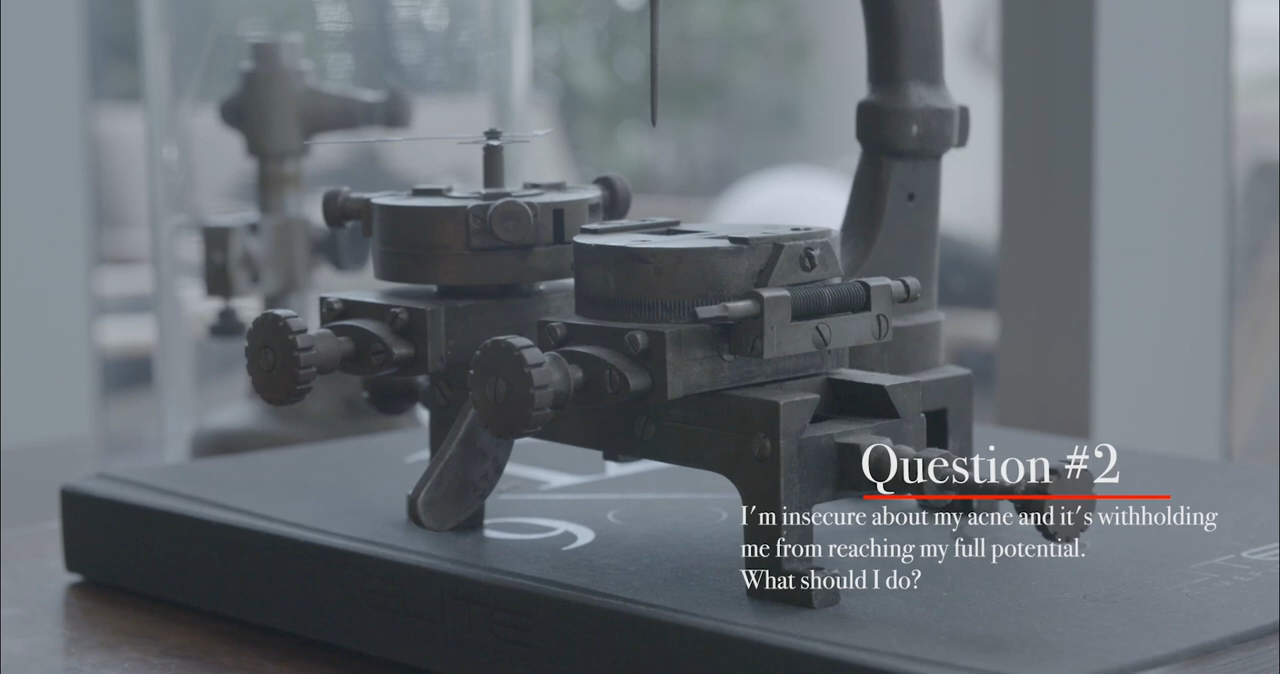 Question #2
I'm insecure about my acne and it's withholding
me from reaching my full potential.
What should I do?